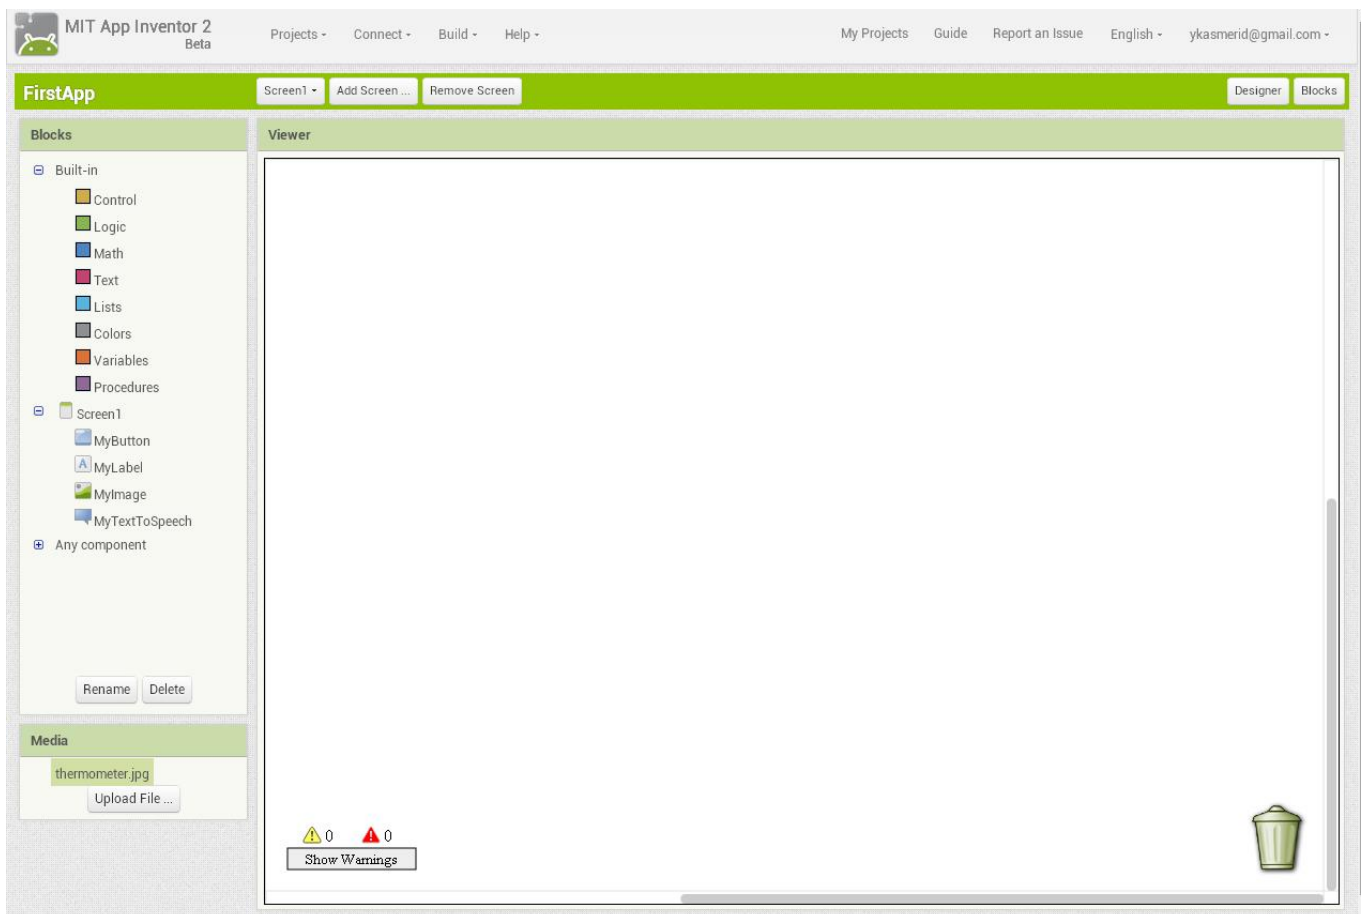 MIT App Inventor 2
Beta
Projects Connect Build Help My Projects Guide Report an Issue English ykasmerid@gmail.com
FirstApp Screen1 Add Screen ... Remove Screen Designer Blocks
Blocks
Viewer
Built-in
Control
Logic
Math
Text
Lists
Colors
Variables
Procedures
Screen1
MyButton
MyLabel
A
MyImage
MyTextToSpeech
Any component
Rename Delete
Media
thermometer.jpg
Upload File ...
0 0
Show Warnings